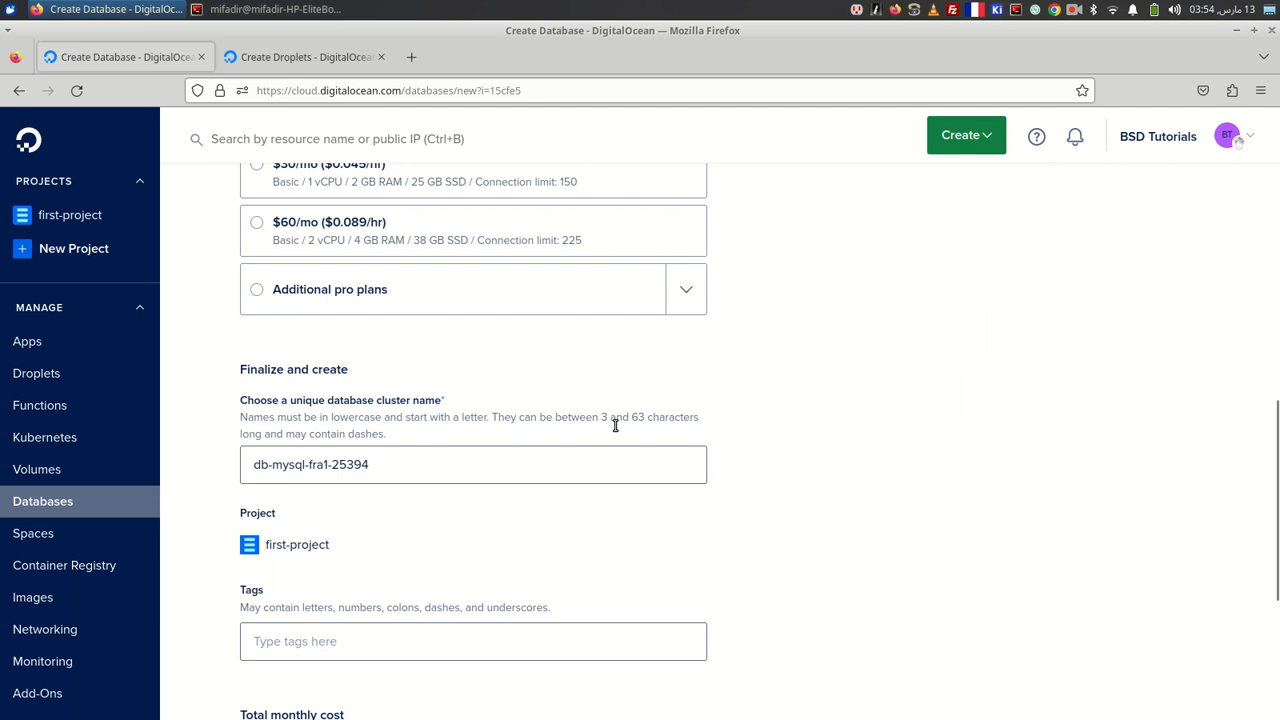 Create Database - DigitalOce...
mifadir@mifadir-HP-EliteBo...
03:54 ,مارس 13
Create Database - DigitalOcean — Mozilla Firefox
Create Database - DigitalOcea
Create Droplets - DigitalOcea
https://cloud.digitalocean.com/databases/new?i=15cfe5
Search by resource name or public IP (Ctrl+B)
Create
BSD Tutorials
BT
PROJECTS
first-project
New Project
MANAGE
Apps
Droplets
Functions
Kubernetes
Volumes
Databases
Spaces
Container Registry
Images
Networking
Monitoring
Add-Ons
$30/mo ($0.045/hr)
Basic / 1 vCPU / 2 GB RAM / 25 GB SSD / Connection limit: 150
$60/mo ($0.089/hr)
Basic / 2 vCPU / 4 GB RAM / 38 GB SSD / Connection limit: 225
Additional pro plans
Finalize and create
Choose a unique database cluster name*
Names must be in lowercase and start with a letter. They can be between 3 and 63 characters
long and may contain dashes.
db-mysql-fra1-25394
Project
first-project
Tags
May contain letters, numbers, colons, dashes, and underscores.
Type tags here
Total monthly cost